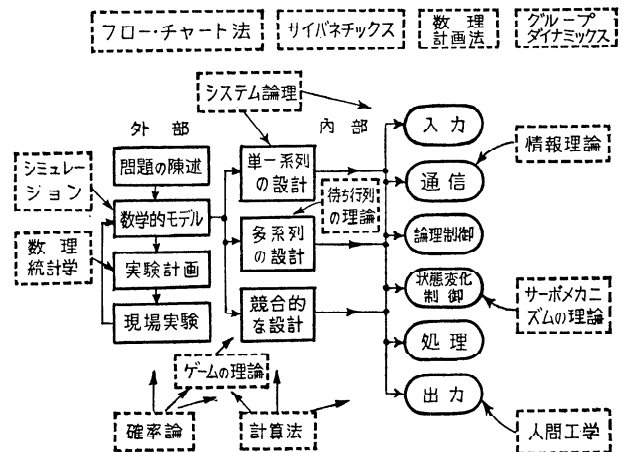 フロー・チャート法
サイバネチックス
数理
計画法
グループ
ダイナミックス
システム論理
外部
內部
入力
情報理論
シミュレー
ション
問題の陳述
単一系列
の設計
通信
待ち行列
の理論
数学的モデル
論理制御
数理
統計学
多系列
の設計
実験計画
状態変化
制御
サーボメカニ
ズムの理論
現場実験
競合的
な設計
処理
ゲームの理論
出力
確率論
計算法
人間工学